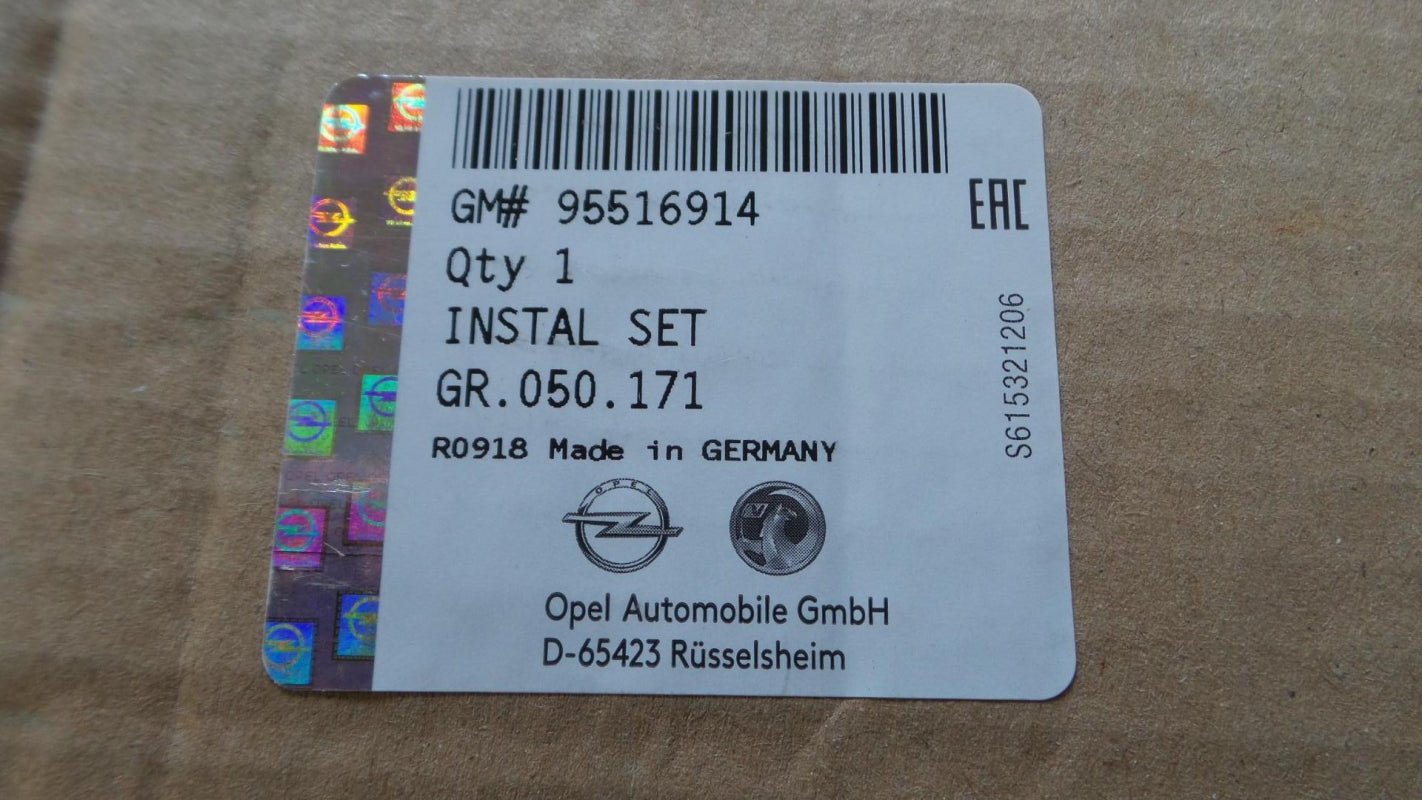 GM# 95516914
EAC
Qty 1
INSTAL SET
GR.050.171
R0918 Made in GERMANY
S615321206
OPEL
V
Opel Automobile GmbH
D-65423 Rüsselsheim